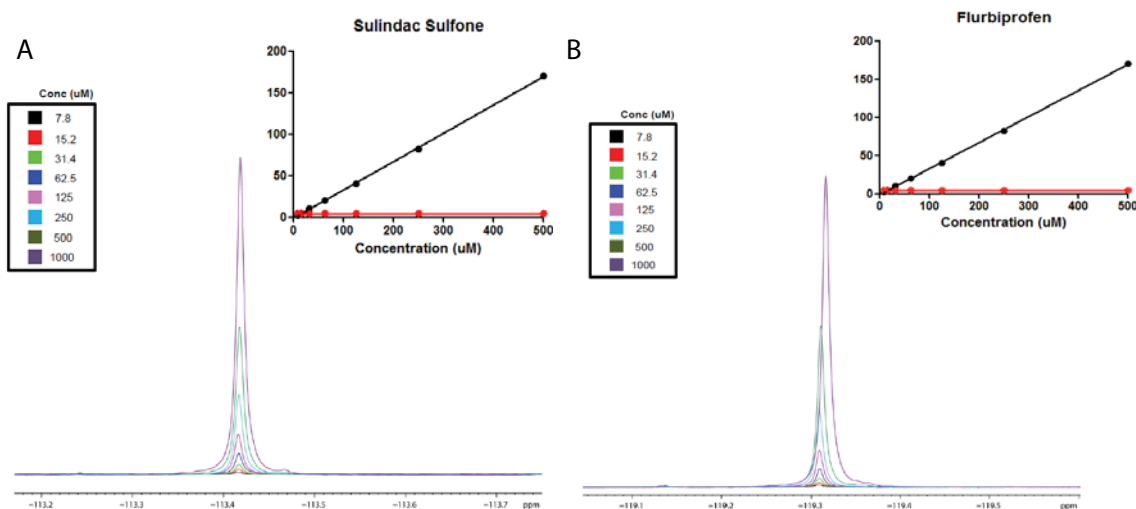 A
Sulindac Sulfone
Conc (uM)
7.8
15.2
31.4
62.5
125
250
500
1000
200
150
100
50
0
0 100 200 300 400 500
Concentration (uM)
−113.2 −113.3 −113.4 −113.5 −113.6 −113.7 ppm
B
Flurbiprofen
Conc (uM)
7.8
15.2
31.4
62.5
125
250
500
1000
200
150
100
50
0
0 100 200 300 400 500
Concentration (uM)
−119.1 −119.2 −119.3 −119.4 −119.5 ppm